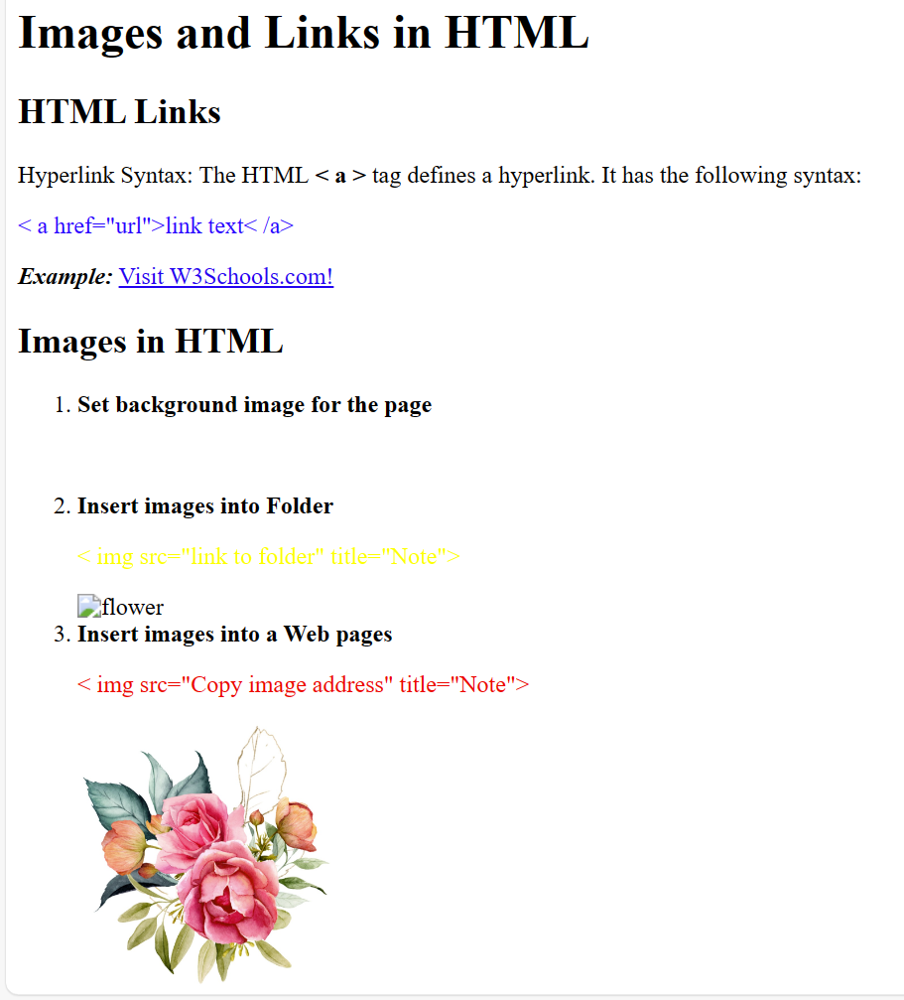 Images and Links in HTML
HTML Links
Hyperlink Syntax: The HTML < a > tag defines a hyperlink. It has the following syntax:
< a href="url">link text< /a>
Example: Visit W3Schools.com!
Images in HTML
1. Set background image for the page
2. Insert images into Folder
< img src="link to folder" title="Note">
flower
3. Insert images into a Web pages
< img src="Copy image address" title="Note">